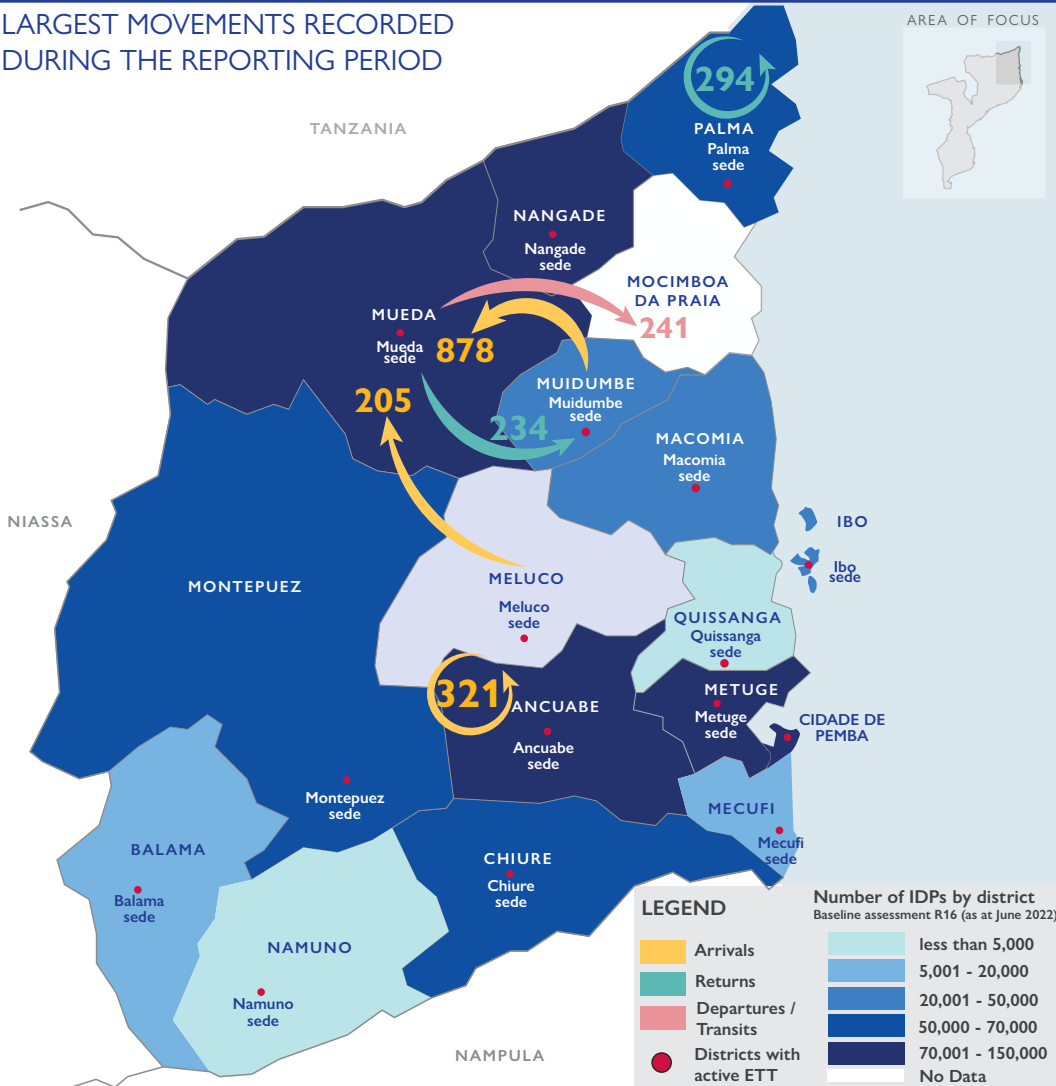 LARGEST MOVEMENTS RECORDED
DURING THE REPORTING PERIOD
AREA OF FOCUS
TANZANIA
294
PALMA
Palma
sede
NANGADE
Nangade
sede
MOCIMBOA
DA PRAIA
241
MUEDA
Mueda
sede
878
205
MUIDUMBE
Muidumbe
sede
234
MACOMIA
Macomia
sede
NIASSA
IBO
Ibo
sede
MONTEPUEZ
MELUCO
Meluco
sede
QUISSANGA
Quissanga
sede
321
ANCUABE
Ancuabe
sede
METUGE
Metuge
sede
CIDADE DE
PEMBA
Montepuez
sede
MECUFI
Mecufi
sede
BALAMA
Balama
sede
CHIURE
Chiure
sede
NAMUNO
Namuno
sede
NAMPULA
LEGEND
Arrivals
Returns
Departures /
Transits
Districts with
active ETT
Number of IDPs by district
Baseline assessment R16 (as at June 2022)
less than 5,000
5,001 - 20,000
20,001 - 50,000
50,000 - 70,000
70,001 - 150,000
No Data